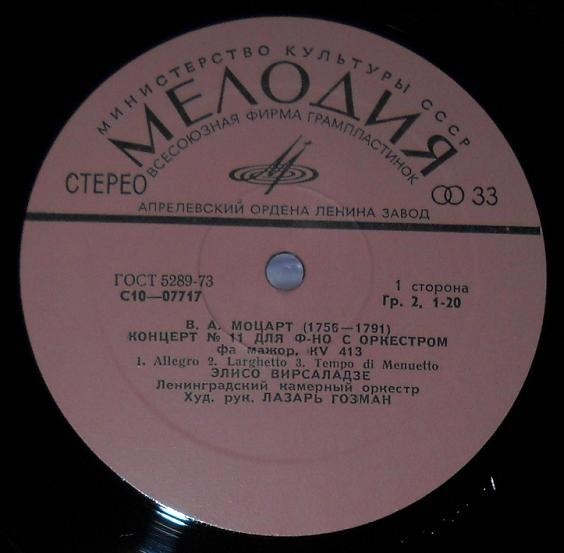 МИНИСТЕРСТВО КУЛЬТУРЫ СССР
МЕЛОДИЯ
ВСЕСОЮЗНАЯ ФИРМА ГРАМПЛАСТИНОК
СТЕРЕО
33
АПРЕЛЕВСКИЙ ОРДЕНА ЛЕНИНА ЗАВОД
ГОСТ 5289-73
С10—07717
1 сторона
Гр. 2. 1-20
В. А. МОЦАРТ (1756—1791)
КОНЦЕРТ № 11 ДЛЯ Ф-НО С ОРКЕСТРОМ
фа мажор, KV 413
1. Allegro 2. Larghetto 3. Tempo di Menuetto
ЭЛИСО ВИРСАЛАДЗЕ
Ленинградский камерный оркестр
Худ. рук. ЛАЗАРЬ ГОЗМАН